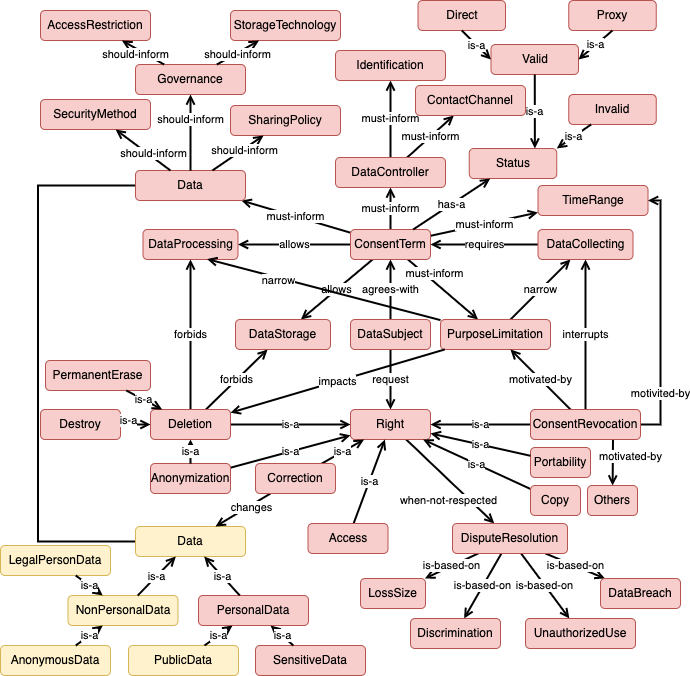 Direct
Proxy
AccessRestriction
StorageTechnology
is-a
is-a
should-inform
should-inform
Identification
Valid
Governance
ContactChannel
SecurityMethod
should-inform
SharingPolicy
must-inform
is-a
Invalid
must-inform
is-a
should-inform
should-inform
DataController
Status
Data
must-inform
has-a
TimeRange
must-inform
must-inform
DataProcessing
allows
ConsentTerm
requires
DataCollecting
must-inform
narrow
allows
agrees-with
narrow
forbids
DataStorage
DataSubject
PurposeLimitation
interrupts
PermanentErase
forbids
impacts
request
motivated-by
motivited-by
is-a
Destroy
is-a
Deletion
is-a
Right
is-a
ConsentRevocation
is-a
is-a
is-a
is-a
motivated-by
Portability
is-a
Anonymization
Correction
is-a
changes
when-not-respected
Copy
Others
Data
Access
DisputeResolution
LegalPersonData
is-based-on
is-based-on
is-a
is-a
is-a
is-based-on
is-based-on
LossSize
DataBreach
NonPersonalData
PersonalData
is-a
is-a
is-a
Discrimination
UnauthorizedUse
AnonymousData
PublicData
SensitiveData